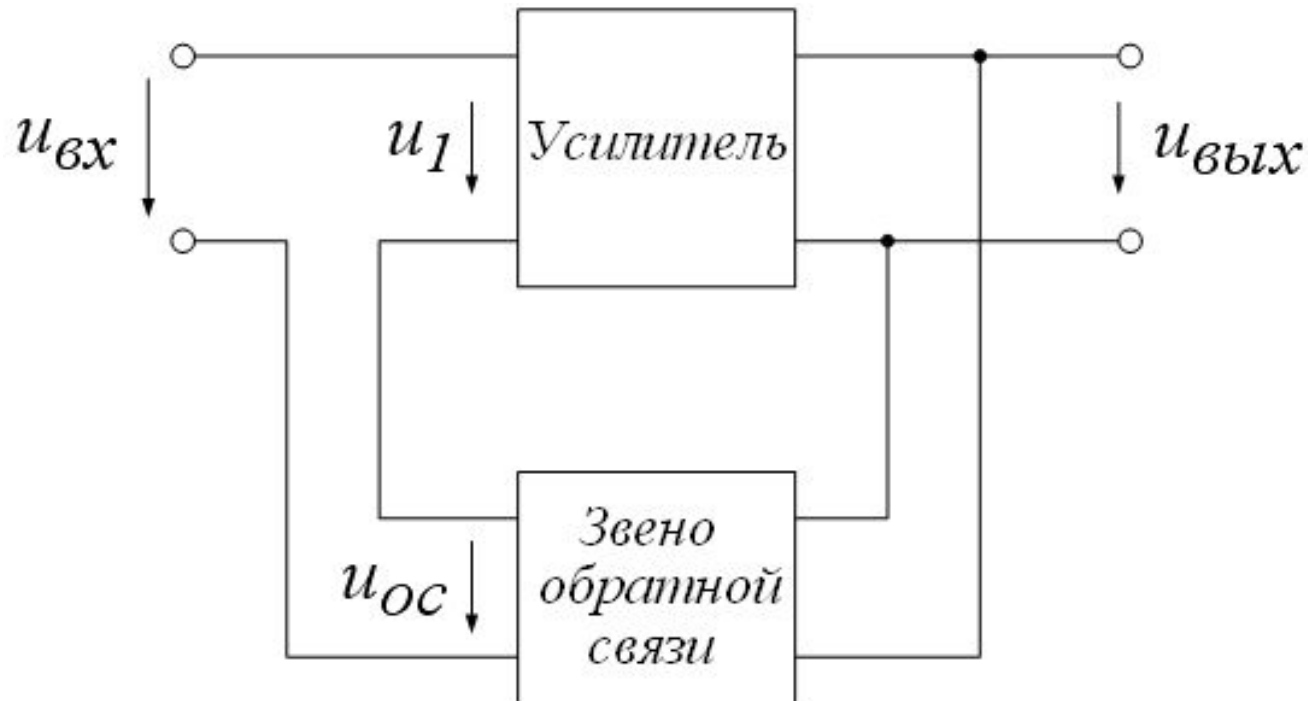 uвх
u1
Усилитель
uвых
uос
Звено
обратной
связи